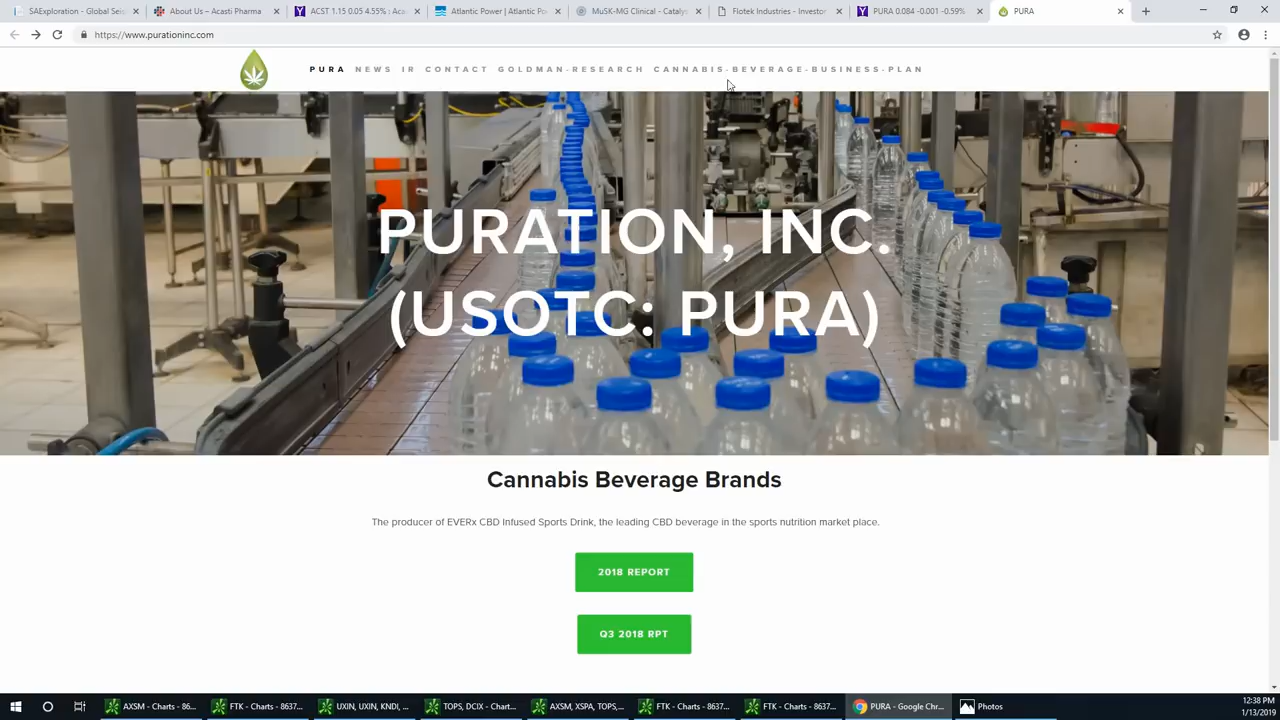 SAExploration - Global Seis
About Us – Acasti Pharma
ACST 1.15 0.05 4.55% : Aca
Atlantic Power | Atlantic Po
MuSK-MG Clinical - Catalys
Flotek Industries - Investor
PURA 0.084 -0.001 -0.59%
PURA
https://www.purationinc.com
PURA NEWS IR CONTACT GOLDMAN-RESEARCH CANNABIS-BEVERAGE-BUSINESS-PLAN
PURATION, INC.
(USOTC: PURA)
Cannabis Beverage Brands
The producer of EVERx CBD Infused Sports Drink, the leading CBD beverage in the sports nutrition market place.
2018 REPORT
Q3 2018 RPT
AXSM - Charts - 86...
FTK - Charts - 8637...
UXIN, UXIN, KNDI, ...
TOPS, DCIX - Chart...
AXSM, XSPA, TOPS,...
FTK - Charts - 8637...
FTK - Charts - 8637...
PURA - Google Chr...
Photos
12:38 PM
1/13/2019